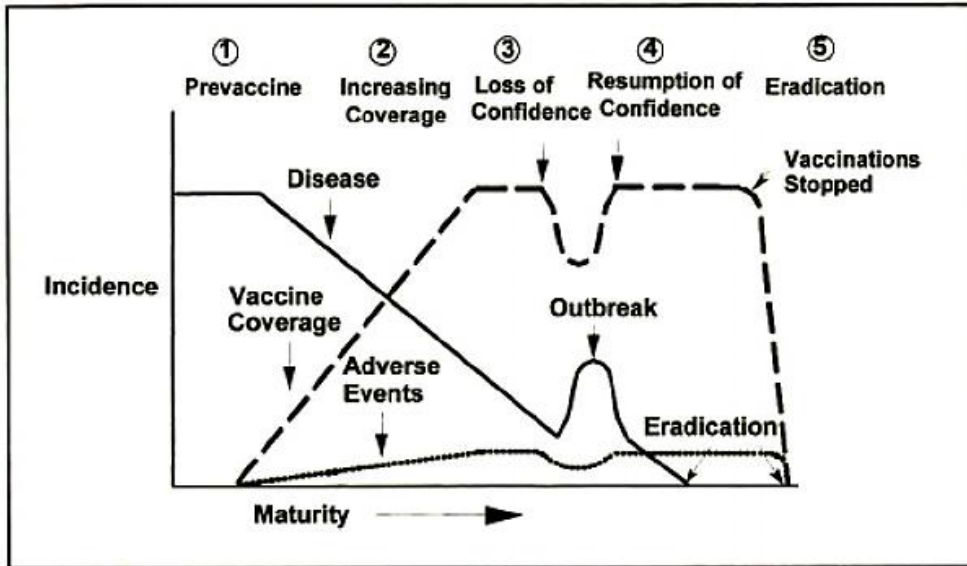 ① ② ③ ④ ⑤
Prevaccine
Increasing
Coverage
Loss of
Confidence
Resumption of
Confidence
Eradication
Vaccinations
Stopped
Disease
Incidence
Vaccine
Coverage
Outbreak
Adverse
Events
Eradication
Maturity